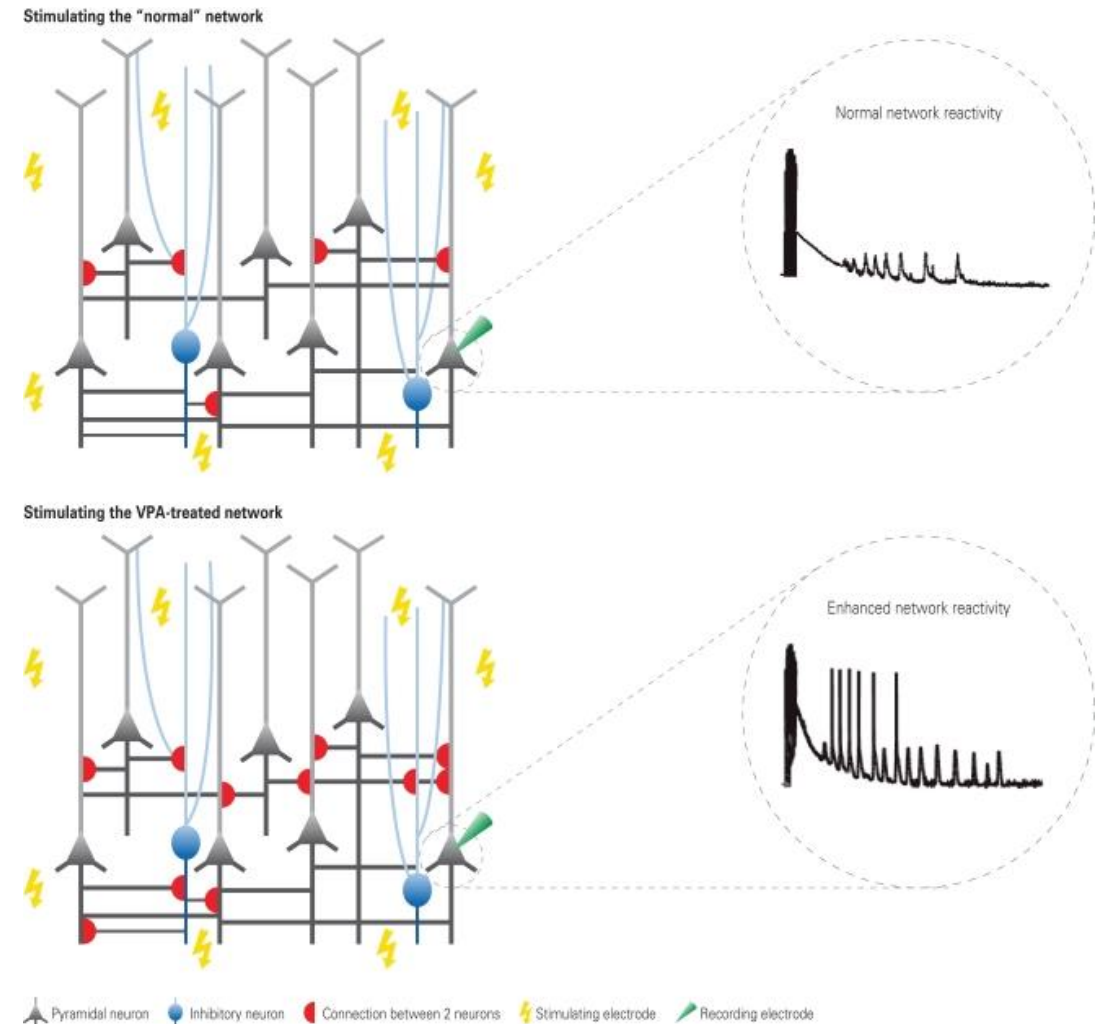 Stimulating the “normal” network
Normal network reactivity
Stimulating the VPA-treated network
Enhanced network reactivity
Pyramidal neuron Inhibitory neuron Connection between 2 neurons Stimulating electrode Recording electrode